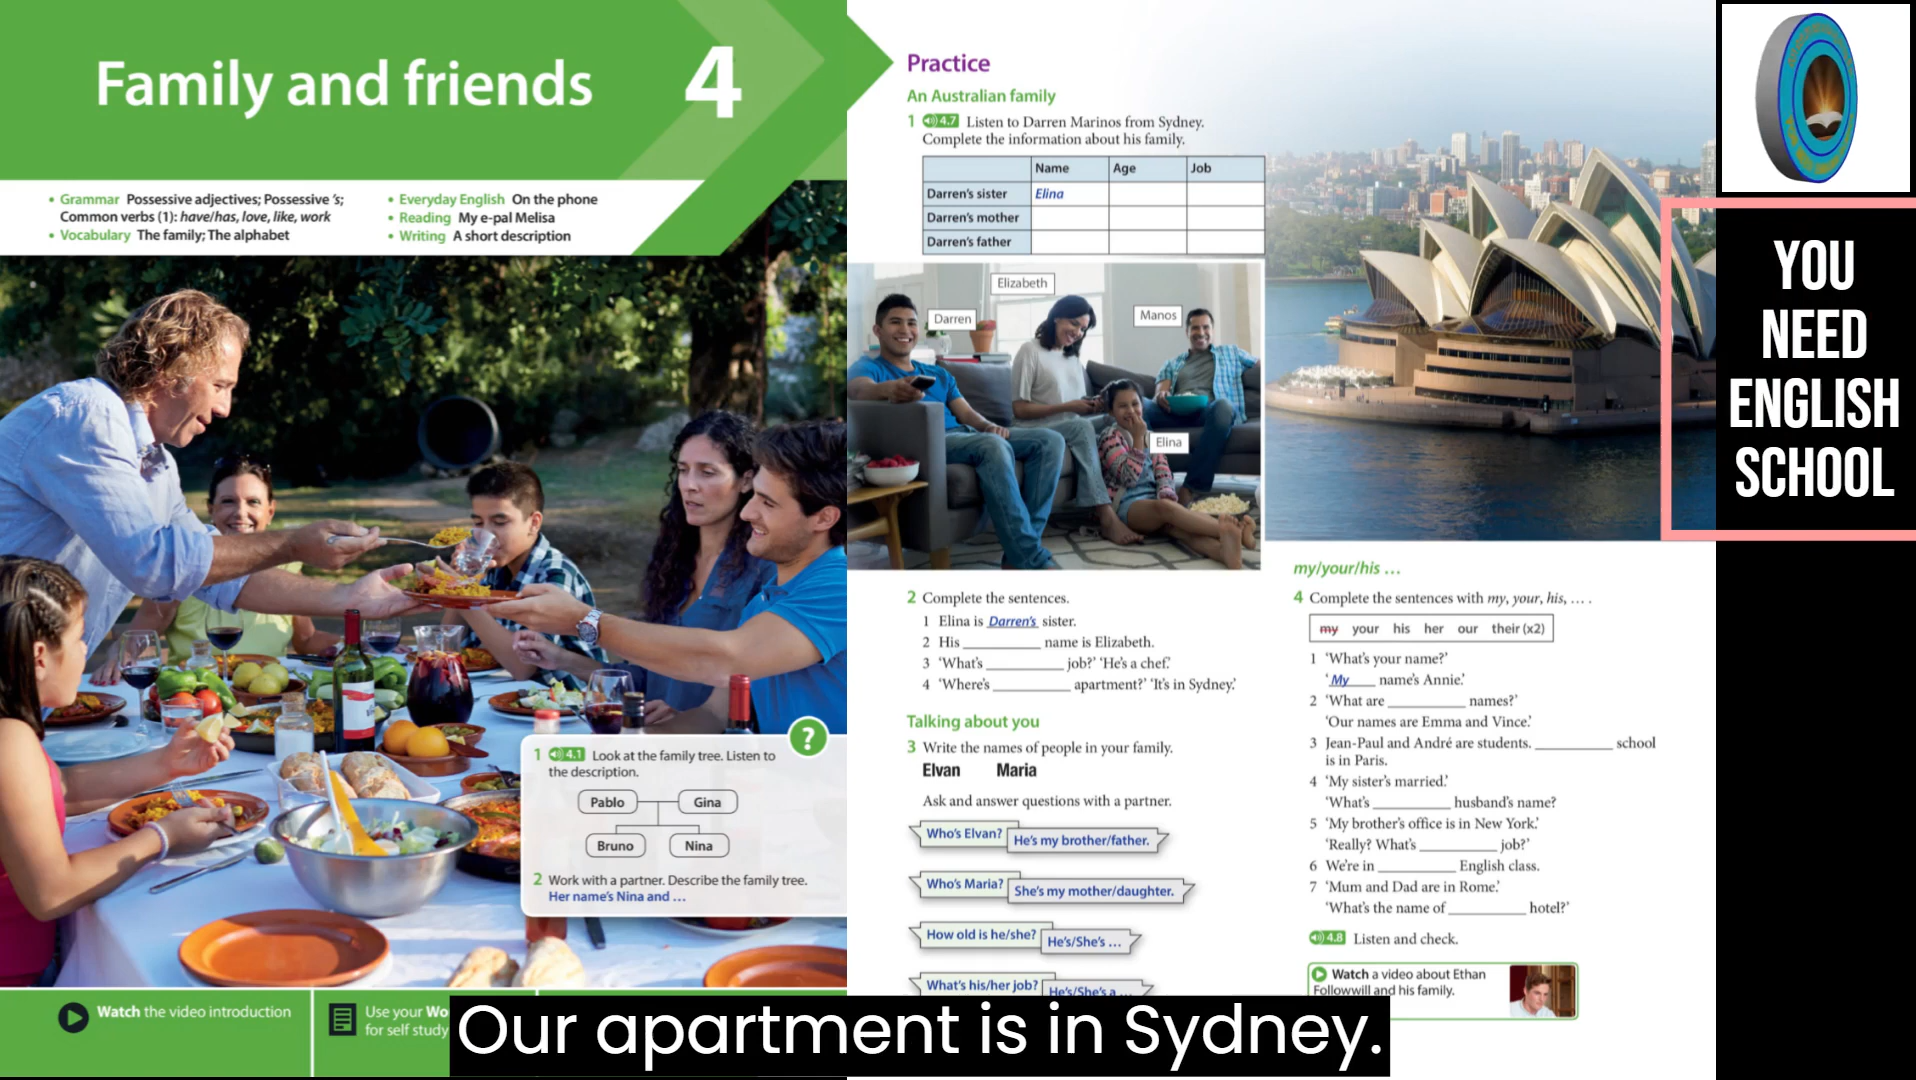 Family and friends
4
• Grammar Possessive adjectives; Possessive 's;
Common verbs (1): have/has, love, like, work
• Vocabulary The family; The alphabet
• Everyday English On the phone
• Reading My e-pal Melisa
• Writing A short description
1 4.1 Look at the family tree. Listen to
the description.
?
Pablo
Gina
Bruno
Nina
2 Work with a partner. Describe the family tree.
Her name's Nina and ...
Watch the video introduction
Use your Wo
for self study
Practice
An Australian family
1 4.7 Listen to Darren Marinos from Sydney.
Complete the information about his family.
Name Age Job
Darren's sister Elina
Darren's mother
Darren's father
Elizabeth
Darren
Manos
Elina
2 Complete the sentences.
1 Elina is Darren's sister.
2 His __________ name is Elizabeth.
3 'What's __________ job?' 'He's a chef.'
4 'Where's __________ apartment?' 'It's in Sydney.'
Talking about you
3 Write the names of people in your family.
Elvan Maria
Ask and answer questions with a partner.
Who's Elvan?
He's my brother/father.
Who's Maria?
She's my mother/daughter.
How old is he/she?
He's/She's ...
What's his/her job?
He's/She's a ...
my/your/his ...
4 Complete the sentences with my, your, his, ... .
my your his her our their (x2)
1 'What's your name?'
'My____ name's Annie.'
2 'What are __________ names?'
'Our names are Emma and Vince.'
3 Jean-Paul and André are students. __________ school
is in Paris.
4 'My sister's married.'
'What's __________ husband's name?
5 'My brother's office is in New York.'
'Really? What's __________ job?'
6 We're in __________ English class.
7 'Mum and Dad are in Rome.'
'What's the name of __________ hotel?'
4.8 Listen and check.
Watch a video about Ethan
Followwill and his family.
YOU
NEED
ENGLISH
SCHOOL
Our apartment is in Sydney.